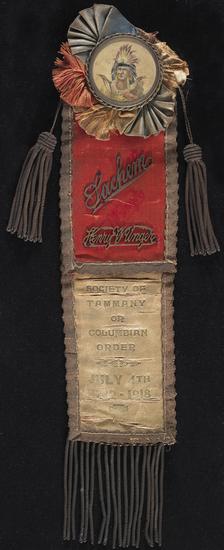 Sachem
Henry W. Unger
SOCIETY OF
TAMMANY
OR
COLUMBIAN
ORDER
JULY 4TH
1918